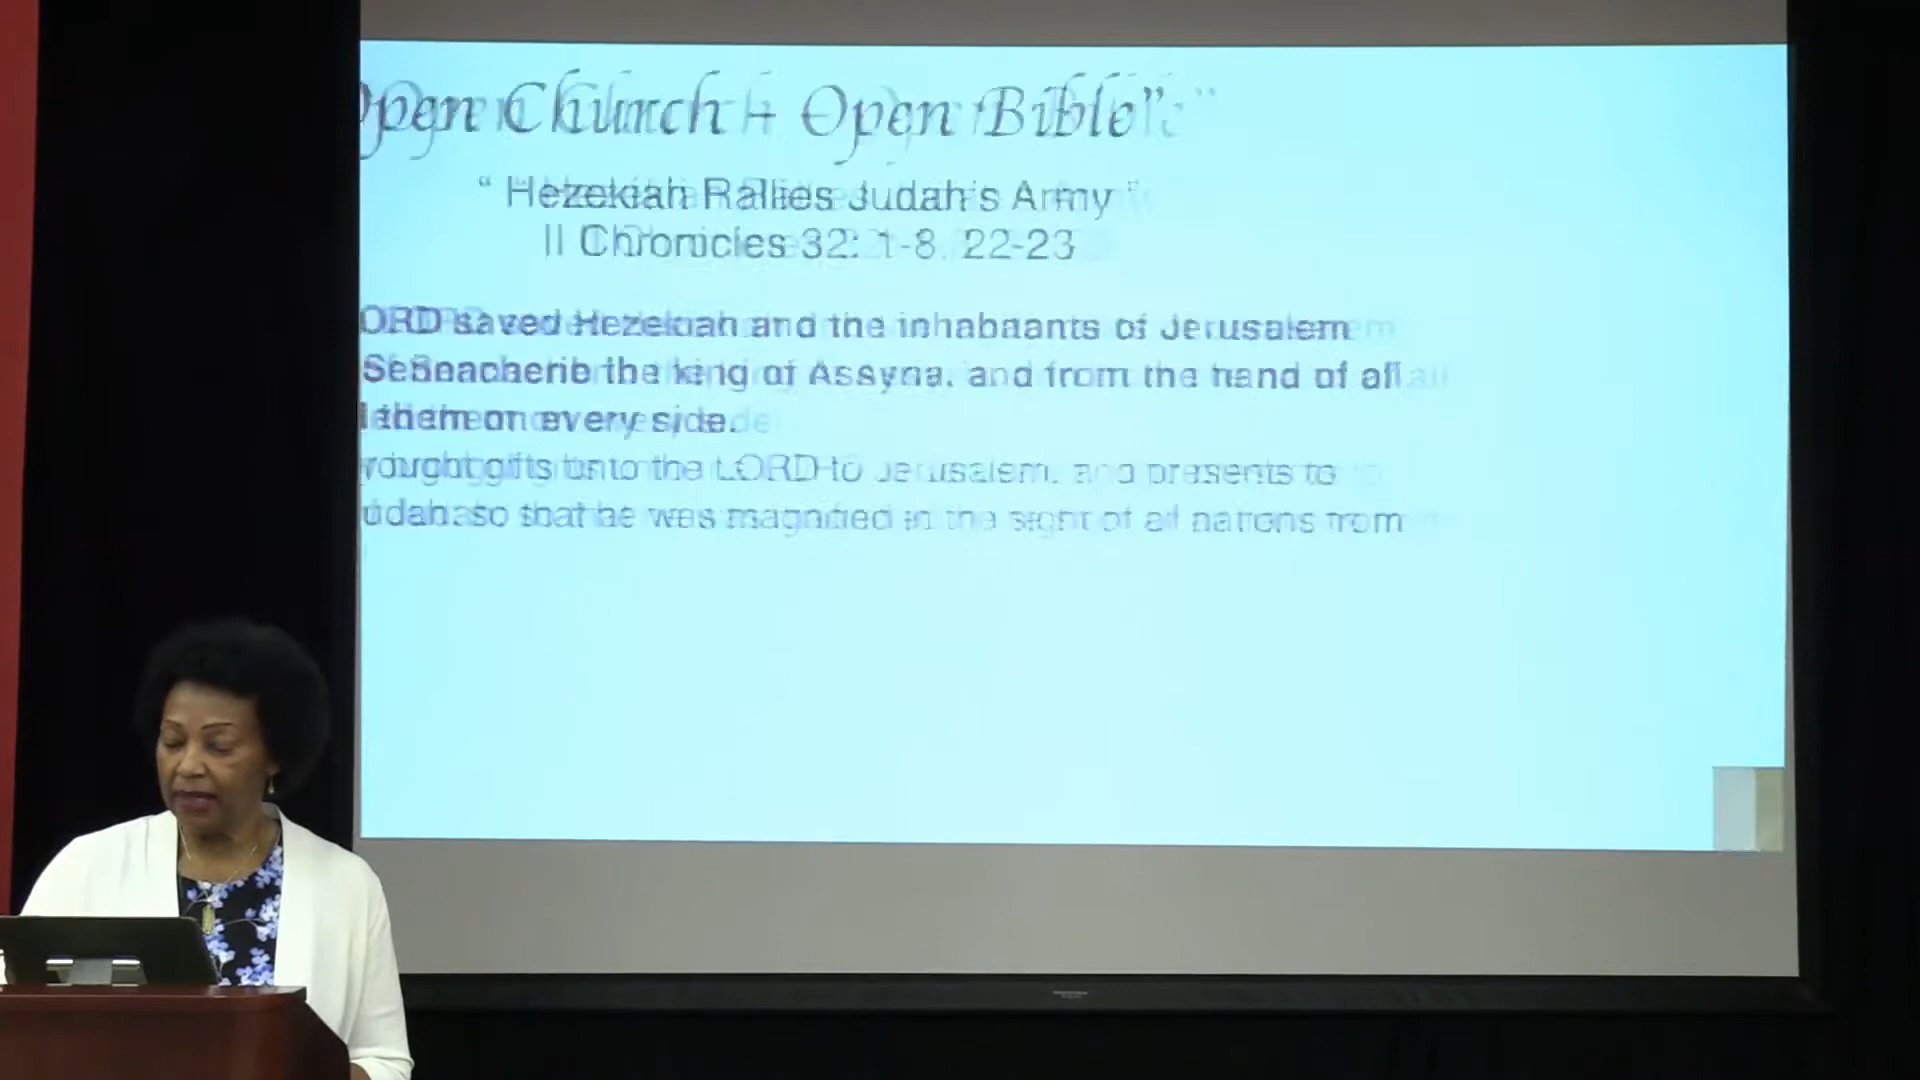 Open Church + Open Bible”
“ Hezekiah Rallies Judah's Army “
II Chronicles 32: 1-8, 22-23
ORD saved Hezekiah and the inhabitants of Jerusalem
Sennacherib the king of Assyria, and from the hand of all
them on every side.
gifts unto the LORD to Jerusalem, and presents to
udah: so that he was magnified in the sight of all nations from